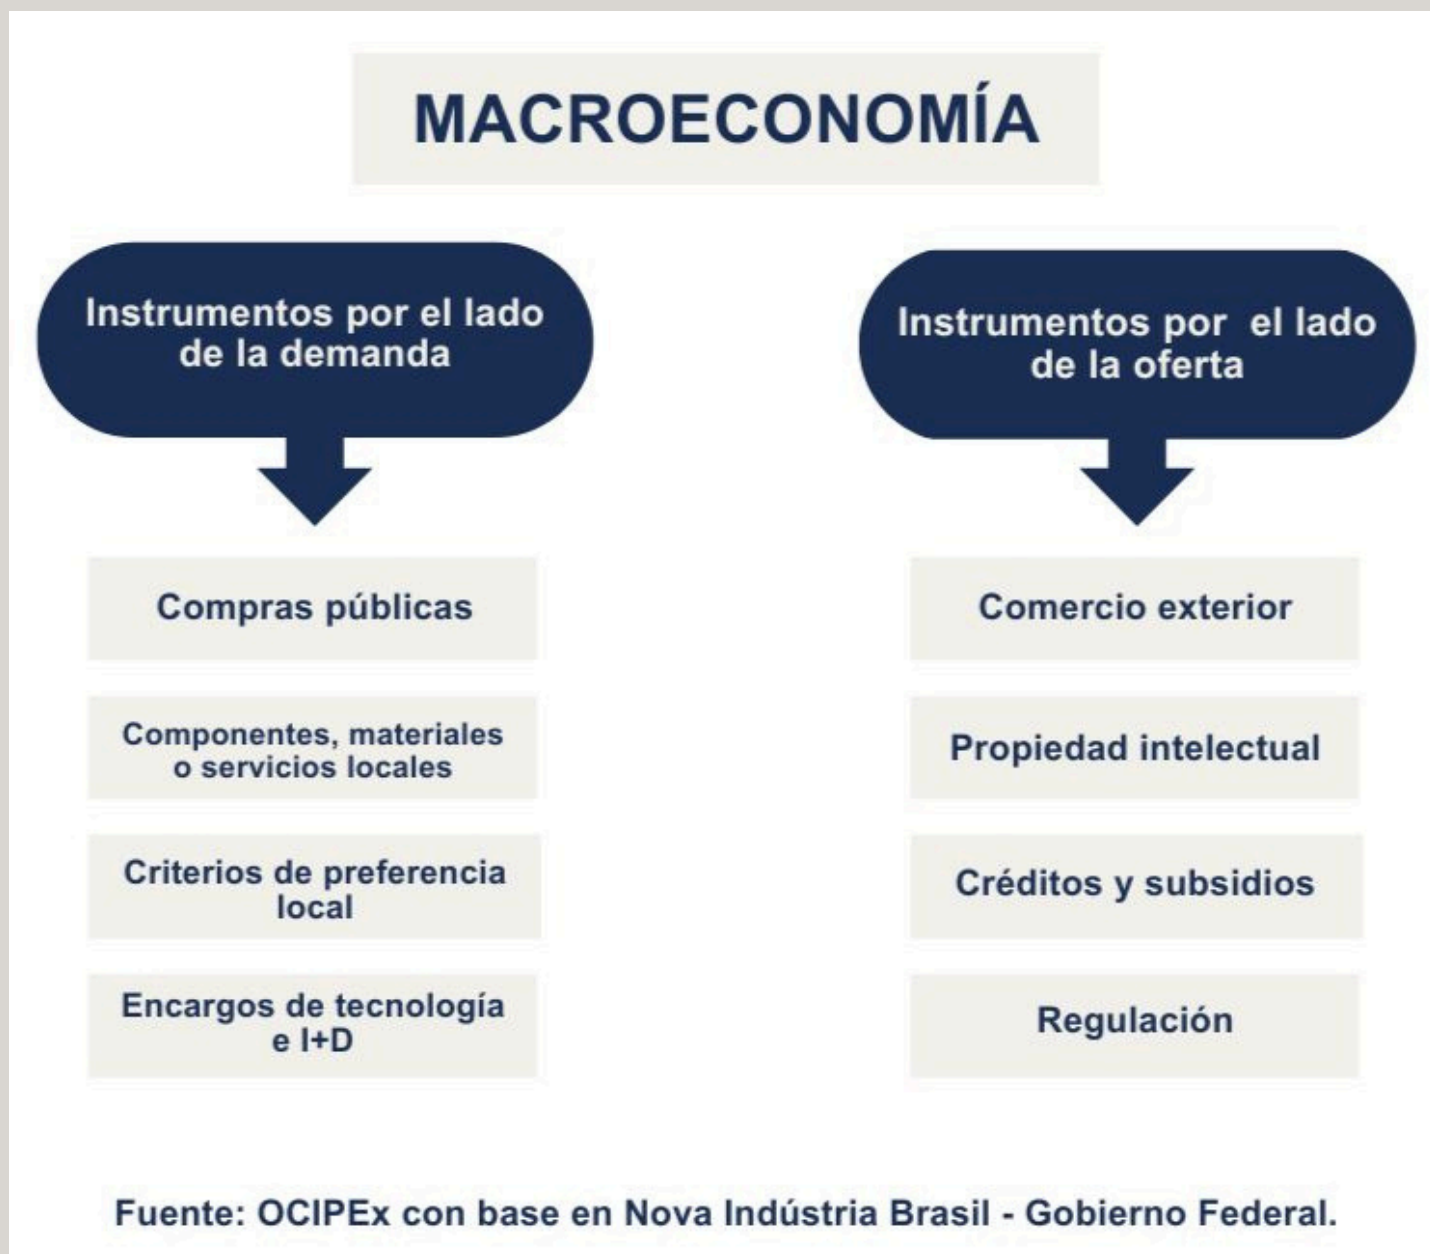 MACROECONOMÍA
Instrumentos por el lado
de la demanda
Compras públicas
Componentes, materiales
o servicios locales
Criterios de preferencia
local
Encargos de tecnología
e I+D
Instrumentos por el lado
de la oferta
Comercio exterior
Propiedad intelectual
Créditos y subsidios
Regulación
Fuente: OCIPEx con base en Nova Indústria Brasil - Gobierno Federal.